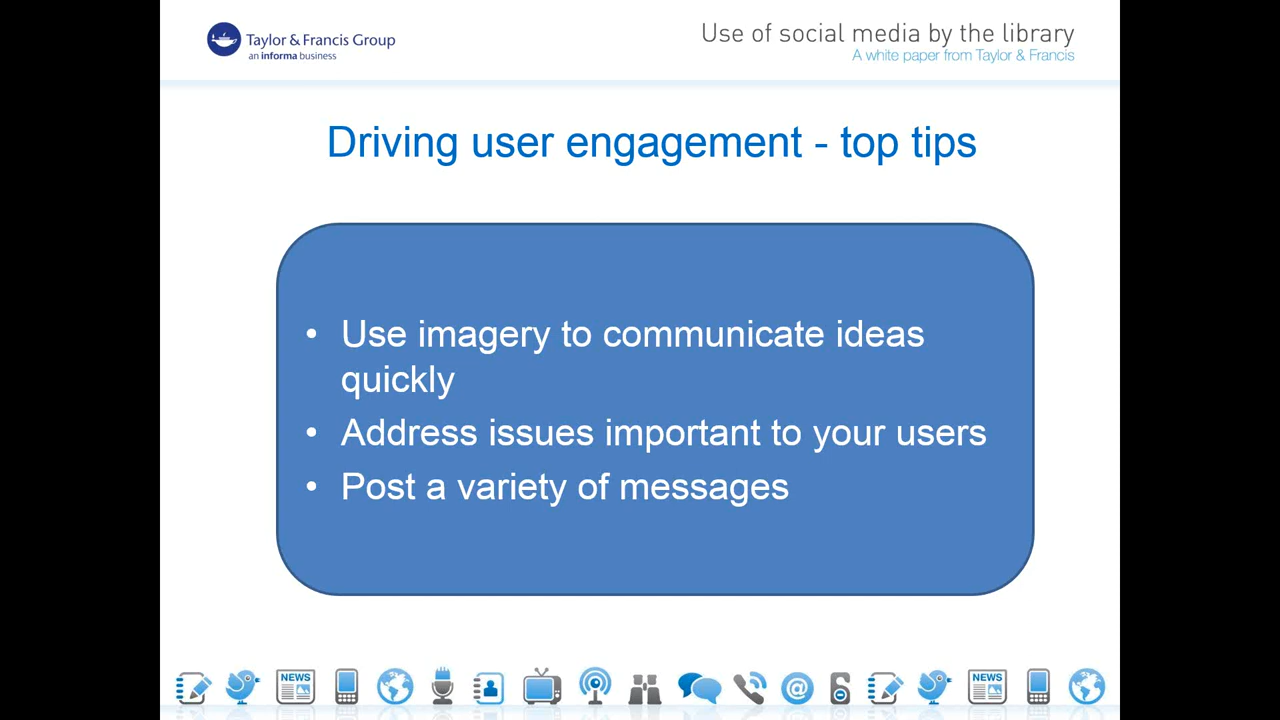 Taylor & Francis Group
an informa business
Use of social media by the library
A white paper from Taylor & Francis
Driving user engagement - top tips
• Use imagery to communicate ideas
quickly
• Address issues important to your users
• Post a variety of messages
NEWS
@
NEWS